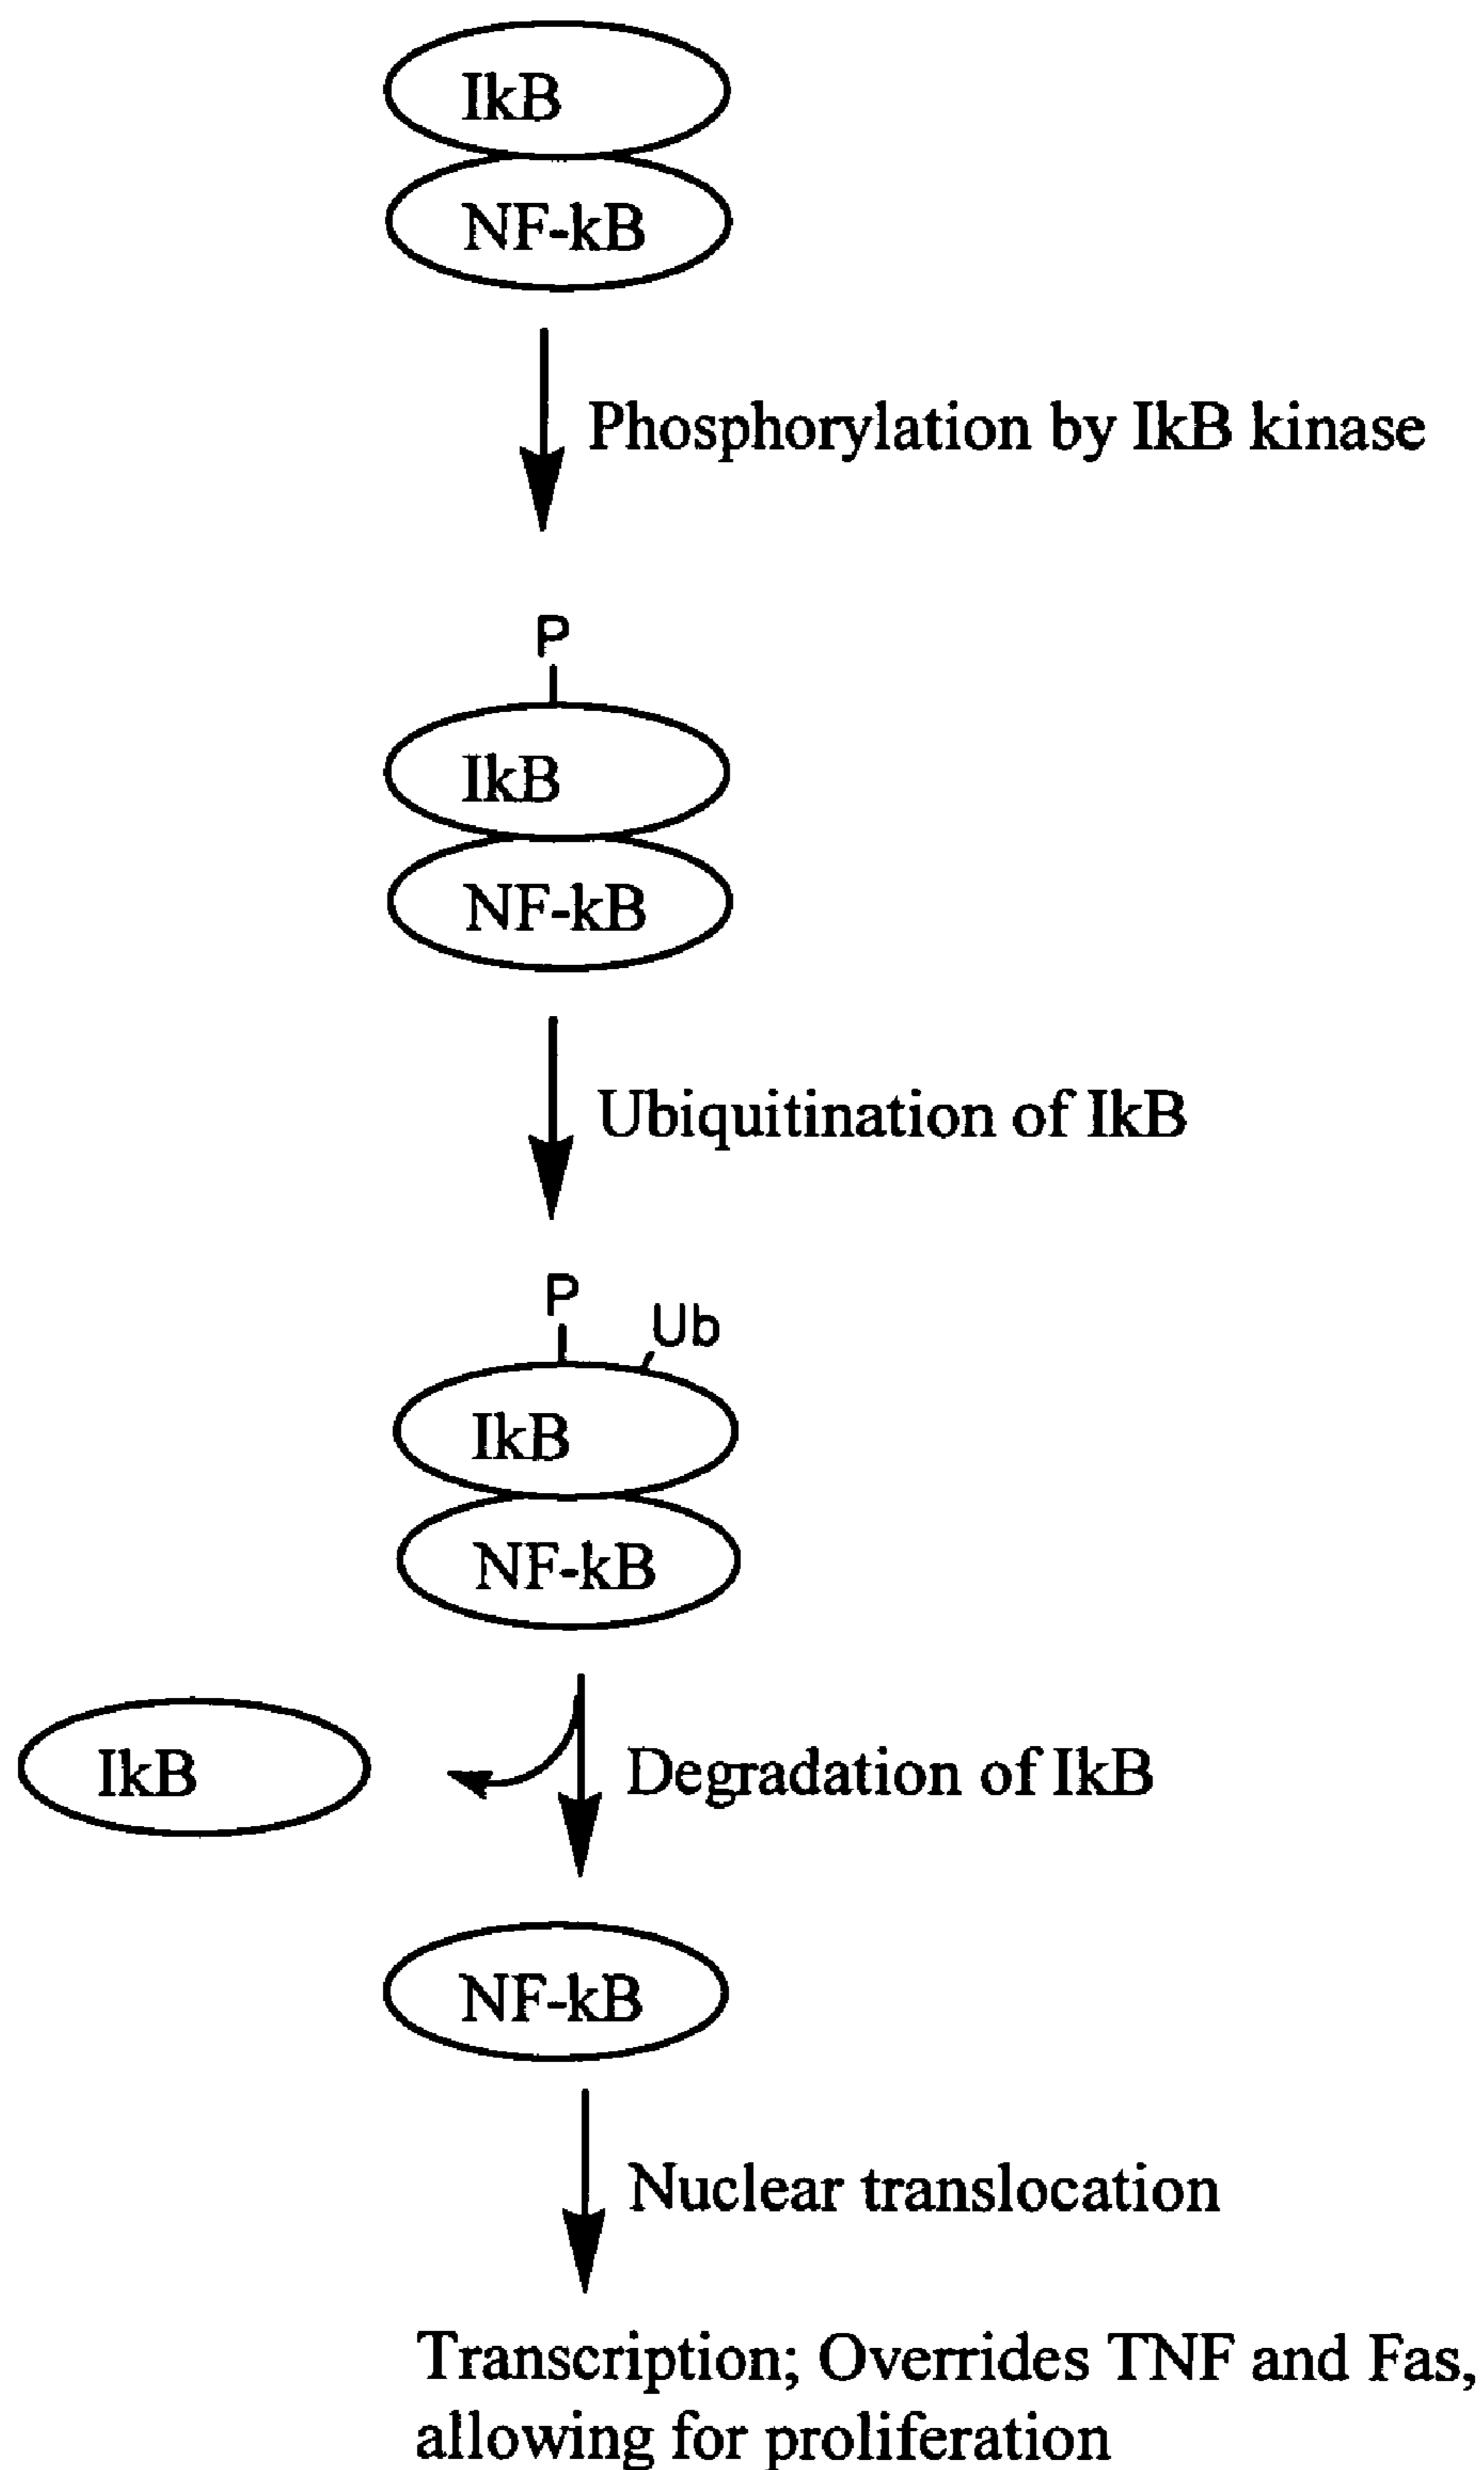 IkB
NF-kB
Phosphorylation by IkB kinase
P
IkB
NF-kB
Ubiquitination of IkB
P
Ub
IkB
NF-kB
IkB
Degradation of IkB
NF-kB
Nuclear translocation
Transcription; Overrides TNF and Fas,
allowing for proliferation